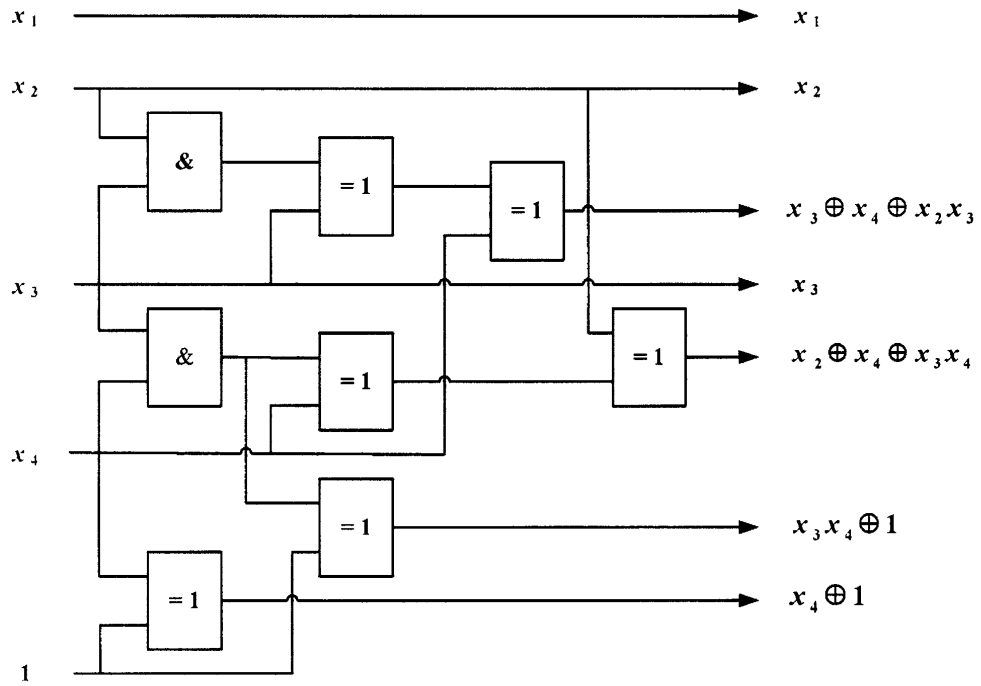 x₁ x₁
x₂ x₂
&
= 1
= 1
x₃ ⊕ x₄ ⊕ x₂x₃
x₃ x₃
&
= 1
= 1
x₂ ⊕ x₄ ⊕ x₃x₄
x₄
= 1
x₃x₄ ⊕ 1
= 1
x₄ ⊕ 1
1